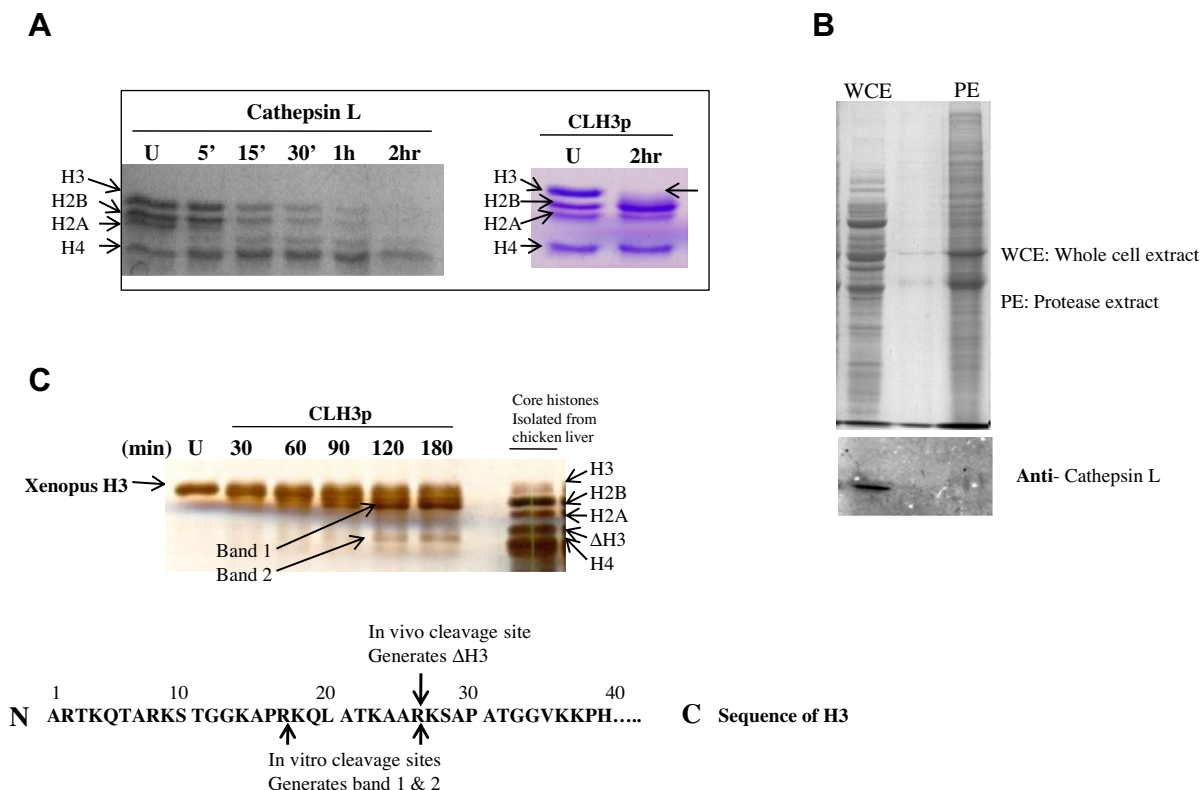 A
Cathepsin L
U 5’ 15’ 30’ 1h 2hr
H3
H2B
H2A
H4
CLH3p
U 2hr
H3
H2B
H2A
H4
B
WCE PE
WCE: Whole cell extract
PE: Protease extract
Anti- Cathepsin L
C
CLH3p
(min) U 30 60 90 120 180
Core histones
Isolated from
chicken liver
Xenopus H3
Band 1
Band 2
H3
H2B
H2A
ΔH3
H4
In vivo cleavage site
Generates ΔH3
1 10 20 30 40
N ARTKQTARKS TGGKAPRKQL ATKAARKSAP ATGGVKKPH….. C Sequence of H3
In vitro cleavage sites
Generates band 1 & 2